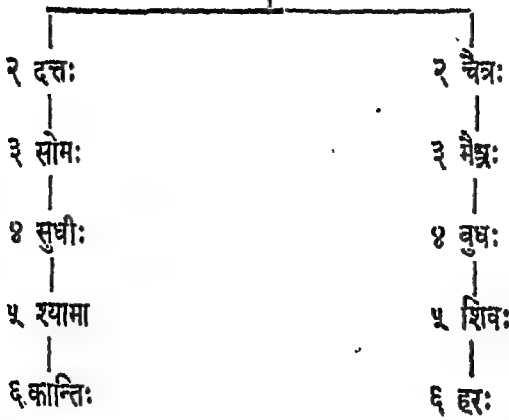 २ दत्तः २ चैत्रः
३ सोमः ३ मैत्रः
४ सुधीः ४ वुधः
५ श्यामा ५ शिवः
६ कान्तिः ६ हरः